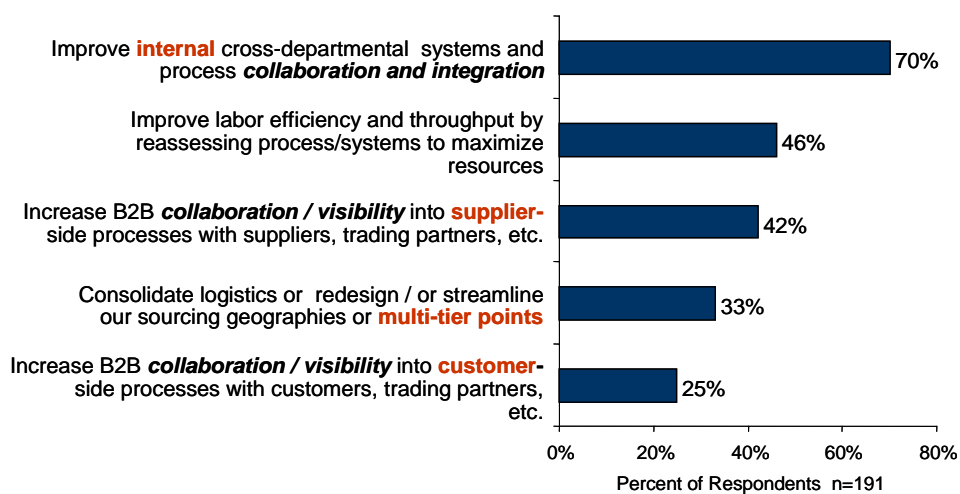 Improve internal cross-departmental systems and
process collaboration and integration
70%
Improve labor efficiency and throughput by
reassessing process/systems to maximize
resources
46%
Increase B2B collaboration / visibility into supplier-
side processes with suppliers, trading partners, etc.
42%
Consolidate logistics or redesign / or streamline
our sourcing geographies or multi-tier points
33%
Increase B2B collaboration / visibility into customer-
side processes with customers, trading partners,
etc.
25%
0% 20% 40% 60% 80%
Percent of Respondents n=191